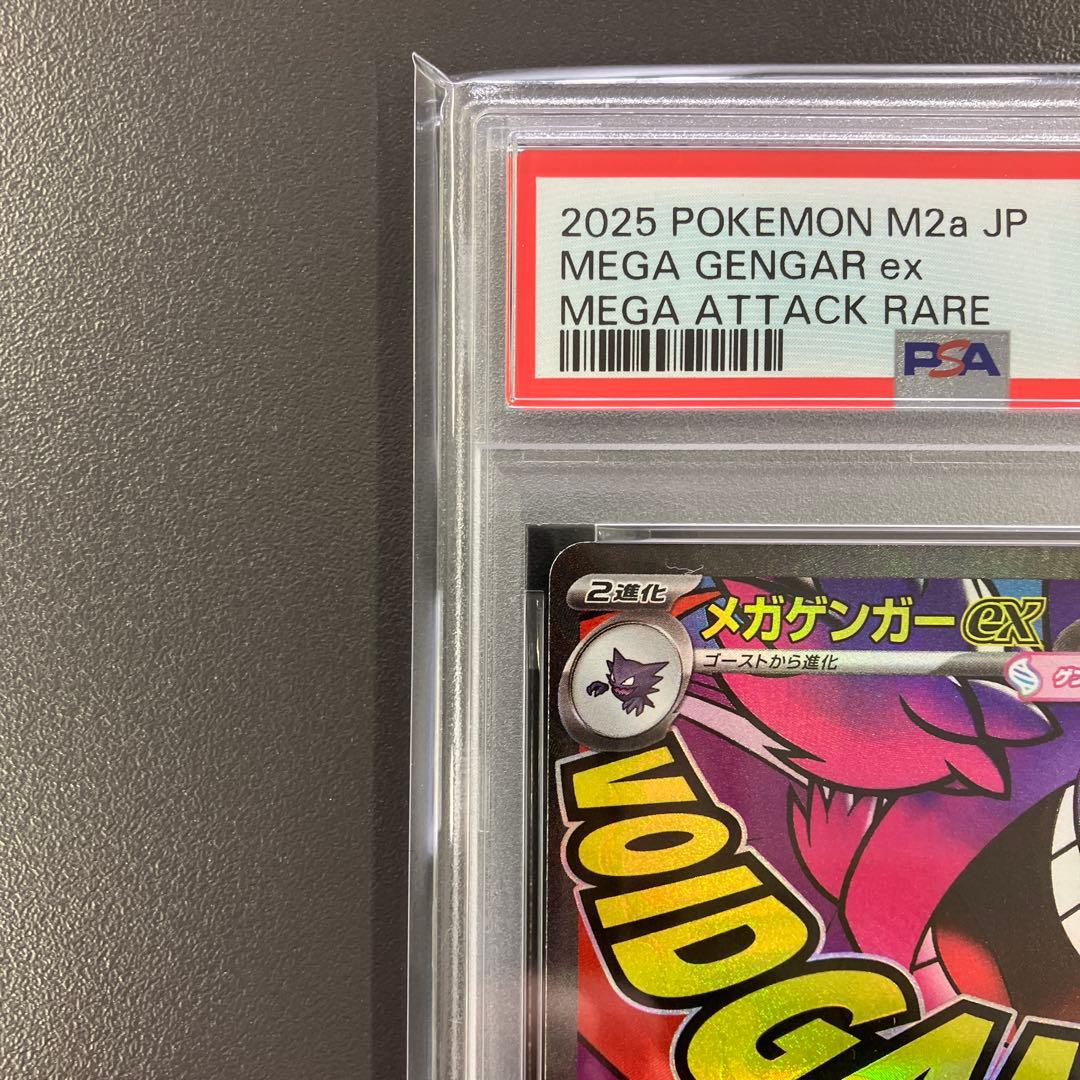 2025 POKEMON M2a JP
MEGA GENGAR ex
MEGA ATTACK RARE
PSA
2進化
メガゲンガーex
ゴーストから進化
VOID